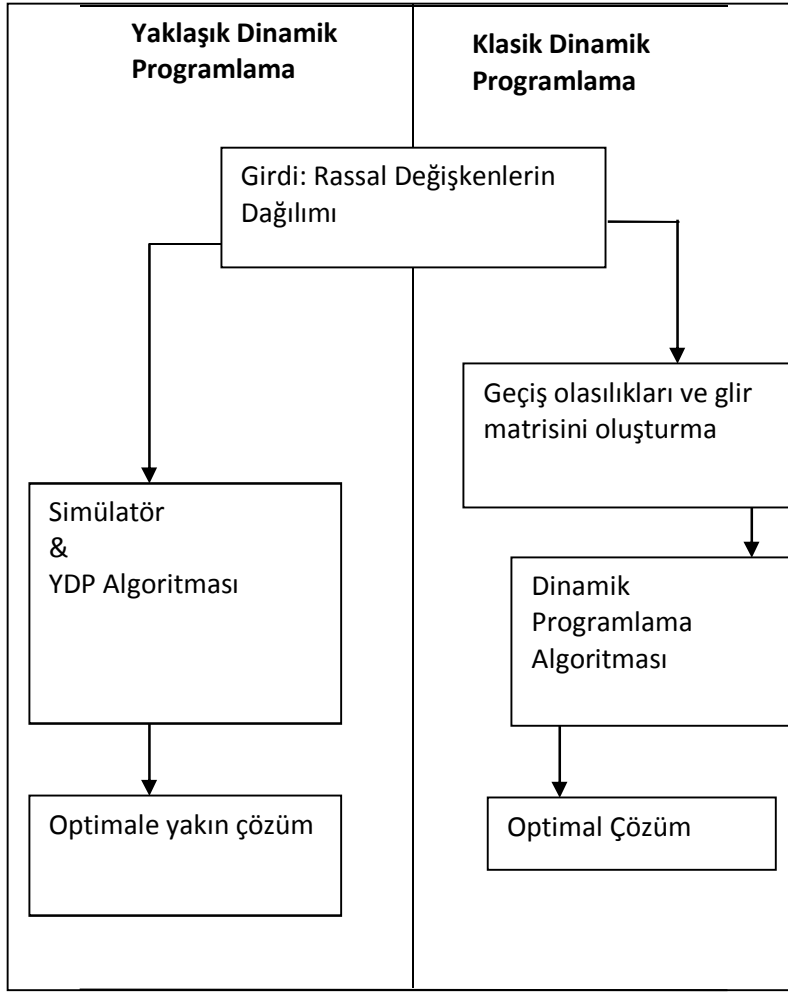 Yaklaşık Dinamik
Programlama
Klasik Dinamik
Programlama
Girdi: Rassal Değişkenlerin
Dağılımı
Geçiş olasılıkları ve glir
matrisini oluşturma
Simülatör
&
YDP Algoritması
Dinamik
Programlama
Algoritması
Optimale yakın çözüm
Optimal Çözüm